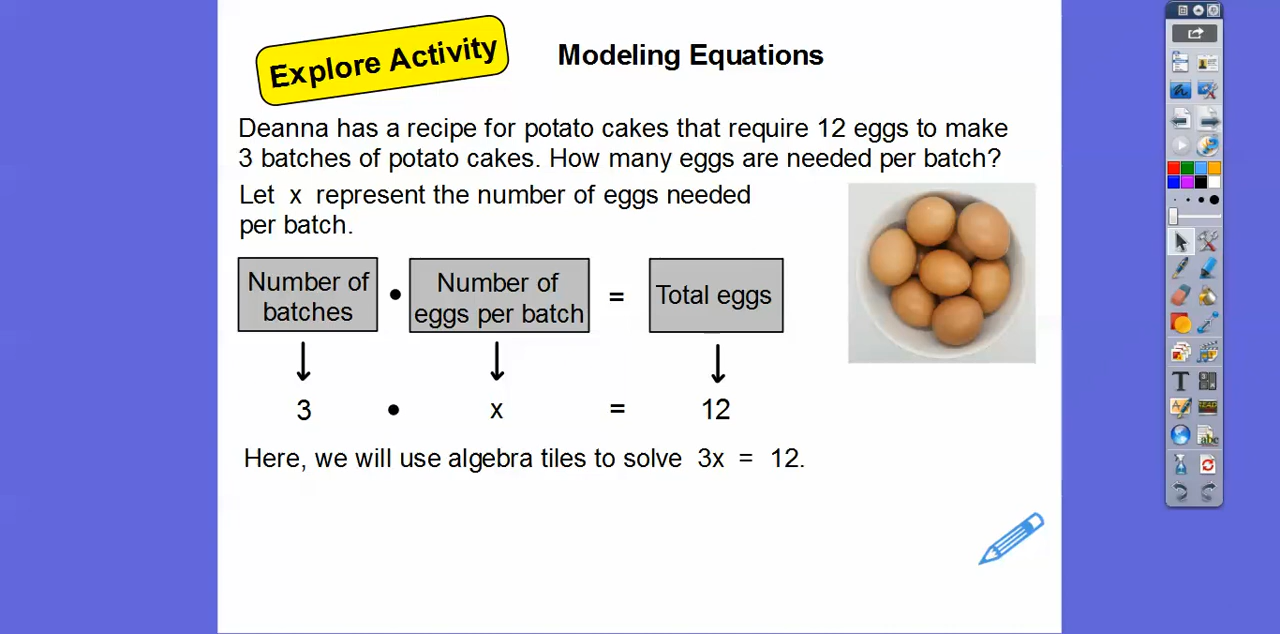 Explore Activity
Modeling Equations
Deanna has a recipe for potato cakes that require 12 eggs to make
3 batches of potato cakes. How many eggs are needed per batch?
Let x represent the number of eggs needed
per batch.
Number of batches • Number of eggs per batch = Total eggs
3 • x = 12
Here, we will use algebra tiles to solve 3x = 12.